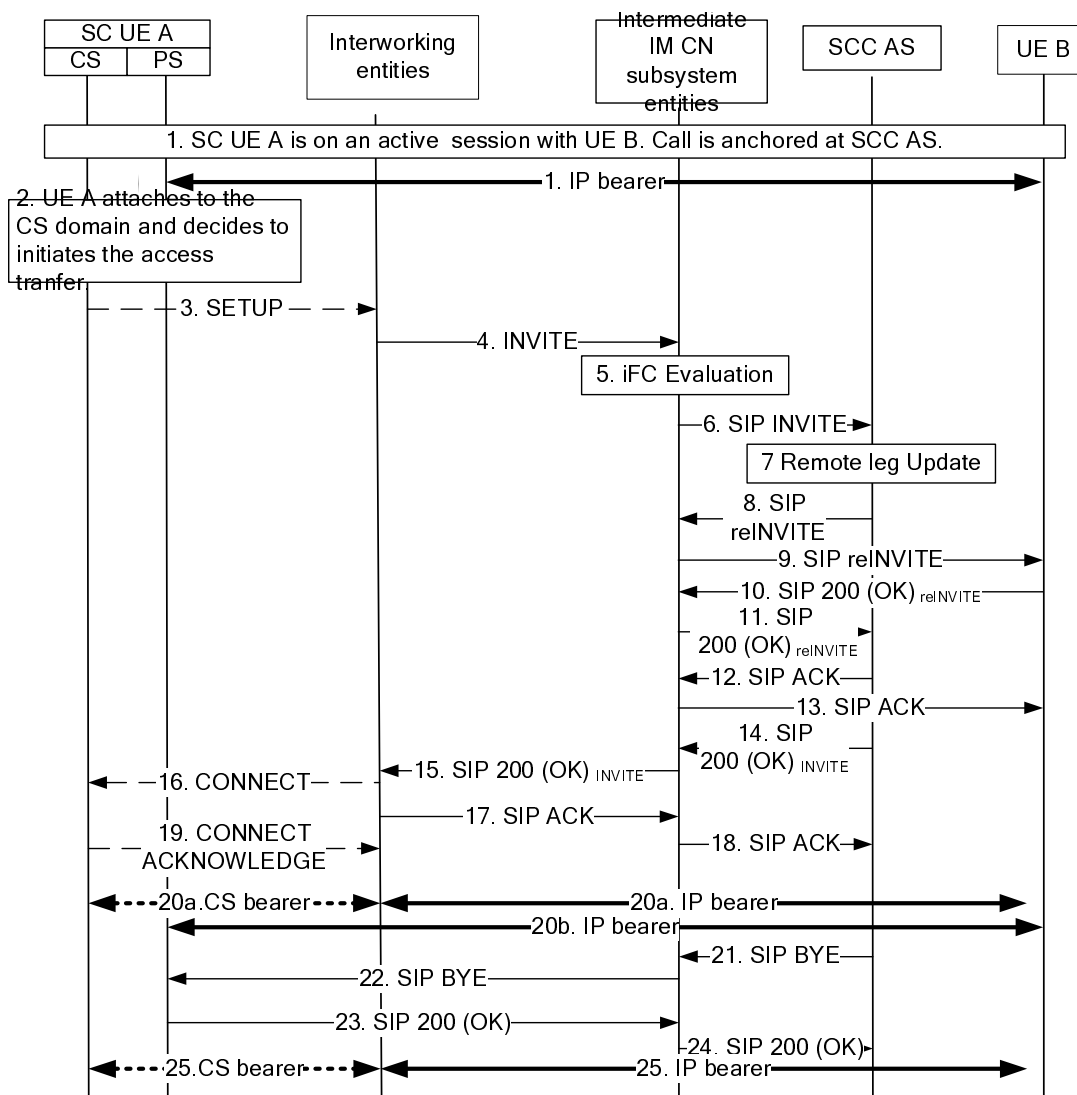 SC UE A
CS
PS
Interworking
entities
Intermediate
IM CN
subsystem
entities
SCC AS
UE B
1. SC UE A is on an active  session with UE B. Call is anchored at SCC AS.
1. IP bearer
2. UE A attaches to the
CS domain and decides to
initiates the access
tranfer.
3. SETUP
4. INVITE
5. iFC Evaluation
6. SIP INVITE
7 Remote leg Update
8. SIP
reINVITE
9. SIP reINVITE
10. SIP 200 (OK) reINVITE
11. SIP
200 (OK) reINVITE
12. SIP ACK
13. SIP ACK
14. SIP
200 (OK) INVITE
15. SIP 200 (OK) INVITE
16. CONNECT
17. SIP ACK
18. SIP ACK
19. CONNECT
ACKNOWLEDGE
20a.CS bearer
20a. IP bearer
20b. IP bearer
21. SIP BYE
22. SIP BYE
23. SIP 200 (OK)
24. SIP 200 (OK)
25.CS bearer
25. IP bearer